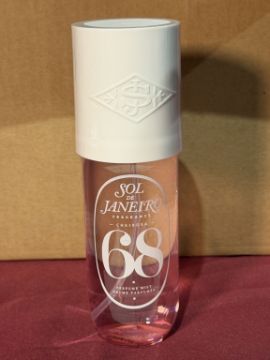 SOL
DE
JANEIRO
FRAGRANCE
CHEIROSA
68
PERFUME MIST
BRUME PARFUMÉE